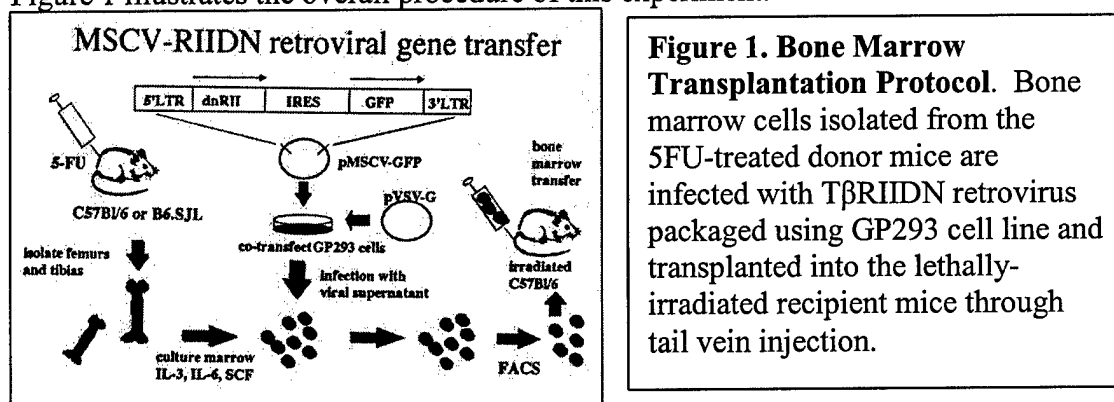 Figure 1 illustrates the overall procedure of this experiment.
MSCV-RIIDN retroviral gene transfer
5'LTR dnRII IRES GFP 3'LTR
5-FU
pMSCV-GFP
bone
marrow
transfer
C57Bl/6 or B6.SJL
pVSV-G
co-transfect GP293 cells
isolate femurs
and tibias
infection with
viral supernatant
irradiated
C57Bl/6
culture marrow
IL-3, IL-6, SCF
FACS
Figure 1. Bone Marrow
Transplantation Protocol. Bone
marrow cells isolated from the
5FU-treated donor mice are
infected with TβRIIDN retrovirus
packaged using GP293 cell line and
transplanted into the lethally-
irradiated recipient mice through
tail vein injection.